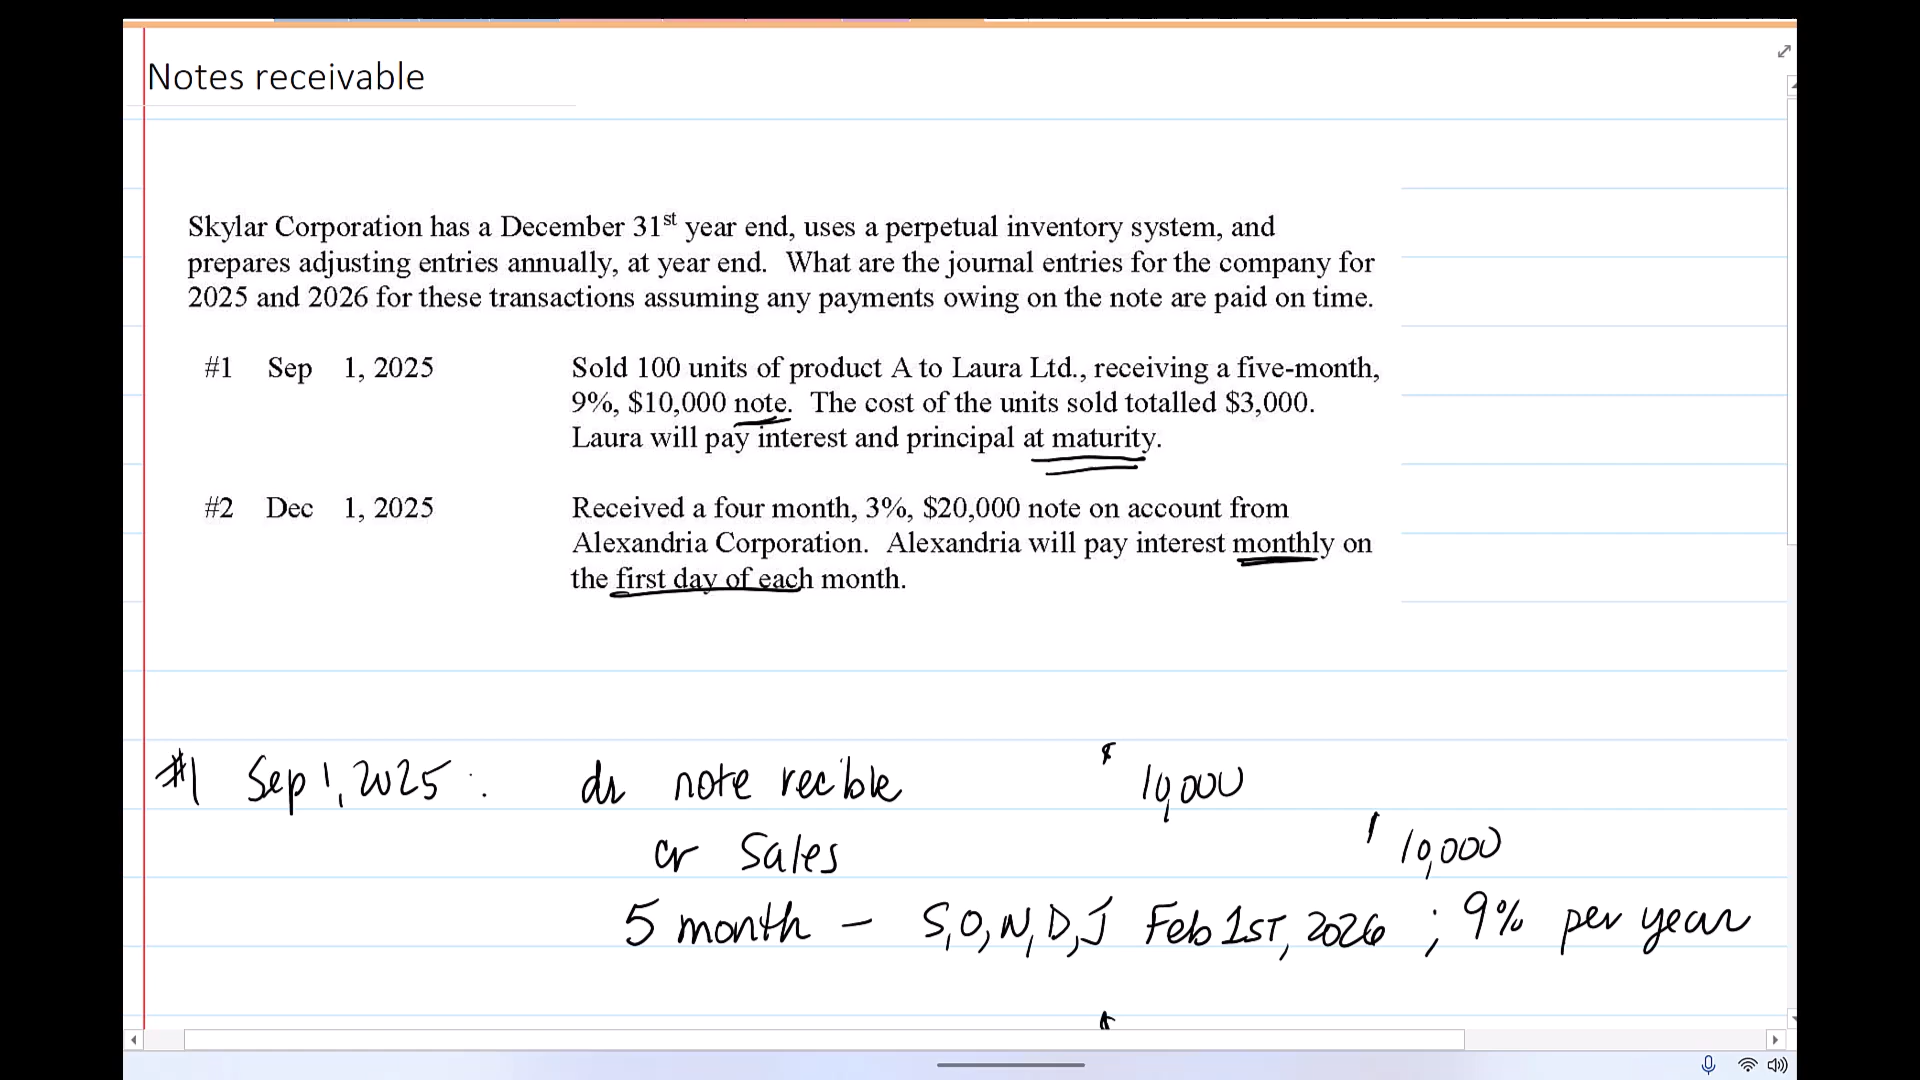 Notes receivable
Skylar Corporation has a December 31st year end, uses a perpetual inventory system, and
prepares adjusting entries annually, at year end. What are the journal entries for the company for
2025 and 2026 for these transactions assuming any payments owing on the note are paid on time.
#1 Sep 1, 2025 Sold 100 units of product A to Laura Ltd., receiving a five-month,
9%, $10,000 note. The cost of the units sold totalled $3,000.
Laura will pay interest and principal at maturity.
#2 Dec 1, 2025 Received a four month, 3%, $20,000 note on account from
Alexandria Corporation. Alexandria will pay interest monthly on
the first day of each month.
#1 Sep 1, 2025 : dr note recible $ 10,000
cr Sales $ 10,000
5 month – S, O, N, D, J Feb 1ST, 2026 ; 9% per year